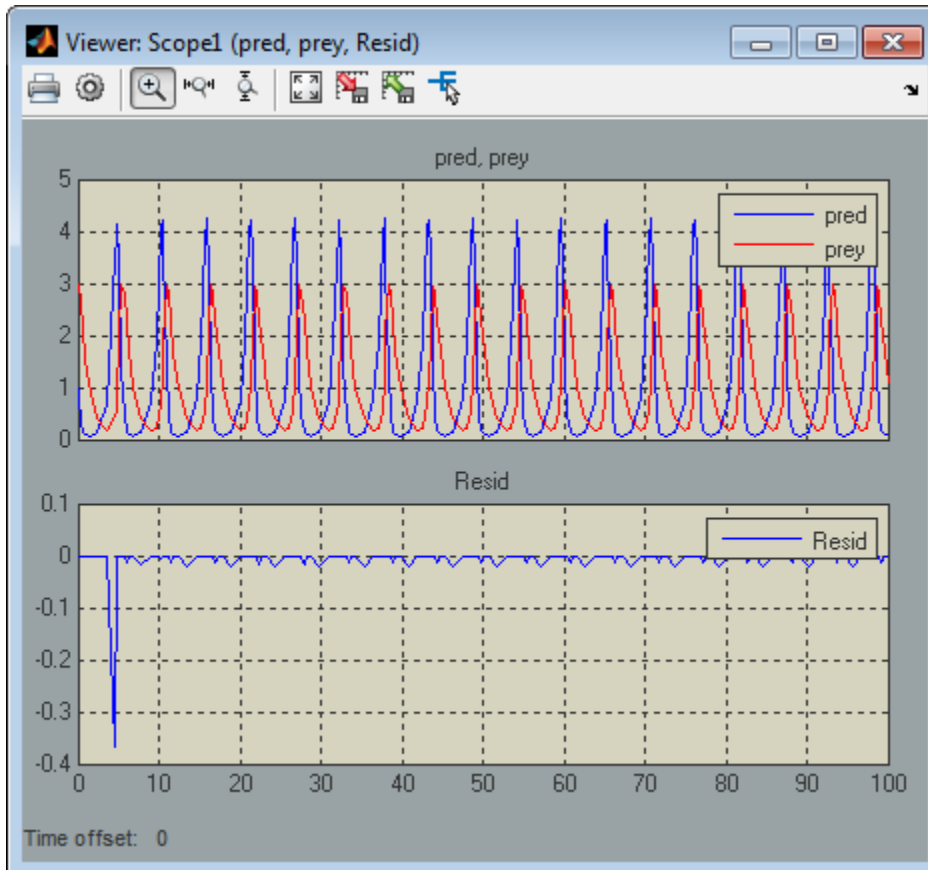 Viewer: Scope1 (pred, prey, Resid)
pred, prey
5
4
3
2
1
0
pred
prey
Resid
0.1
0
-0.1
-0.2
-0.3
-0.4
Resid
0 10 20 30 40 50 60 70 80 90 100
Time offset: 0